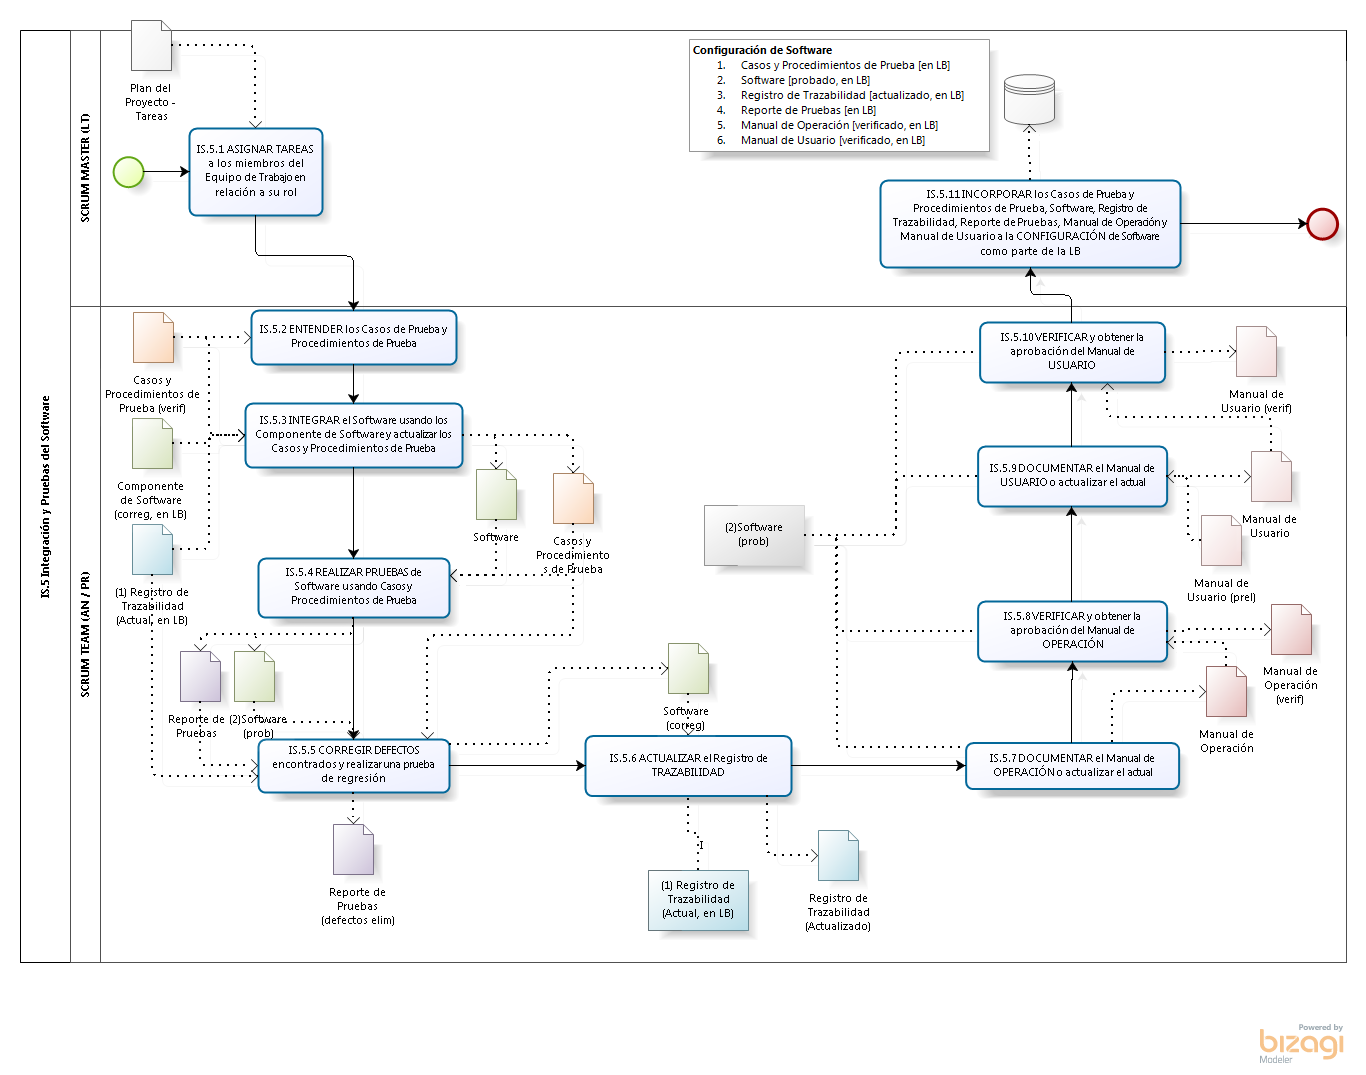 IS.5 Integración y Pruebas del Software
SCRUM MASTER (LT)
Plan del
Proyecto -
Tareas
IS.5.1 ASIGNAR TAREAS
a los miembros del
Equipo de Trabajo en
relación a su rol
Configuración de Software
1. Casos y Procedimientos de Prueba [en LB]
2. Software [probado, en LB]
3. Registro de Trazabilidad [actualizado, en LB]
4. Reporte de Pruebas [en LB]
5. Manual de Operación [verificado, en LB]
6. Manual de Usuario [verificado, en LB]
IS.5.11 INCORPORAR los Casos de Prueba y
Procedimientos de Prueba, Software, Registro de
Trazabilidad, Reporte de Pruebas, Manual de Operación y
Manual de Usuario a la CONFIGURACIÓN de Software
como parte de la LB
SCRUM TEAM (AN / PR)
IS.5.2 ENTENDER los Casos de Prueba y
Procedimientos de Prueba
Casos y
Procedimientos de
Prueba (verif)
IS.5.3 INTEGRAR el Software usando los
Componente de Software y actualizar los
Casos y Procedimientos de Prueba
Componente
de Software
(correg, en LB)
Software
Casos y
Procedimiento
s de Prueba
IS.5.4 REALIZAR PRUEBAS de
Software usando Casos y
Procedimientos de Prueba
(1) Registro de
Trazabilidad
(Actual, en LB)
Reporte de
Pruebas
(2)Software
(prob)
IS.5.5 CORREGIR DEFECTOS
encontrados y realizar una prueba
de regresión
Reporte de
Pruebas
(defectos elim)
Software
(correg)
IS.5.6 ACTUALIZAR el Registro de
TRAZABILIDAD
(1) Registro de
Trazabilidad
(Actual, en LB)
Registro de
Trazabilidad
(Actualizado)
IS.5.10 VERIFICAR y obtener la
aprobación del Manual de
USUARIO
Manual de
Usuario (verif)
IS.5.9 DOCUMENTAR el Manual de
USUARIO o actualizar el actual
Manual de
Usuario
(2)Software
(prob)
Manual de
Usuario (prel)
IS.5.8 VERIFICAR y obtener la
aprobación del Manual de
OPERACIÓN
Manual de
Operación
(verif)
Manual de
Operación
IS.5.7 DOCUMENTAR el Manual de
OPERACIÓN o actualizar el actual
Powered by
bizagi
Modeler